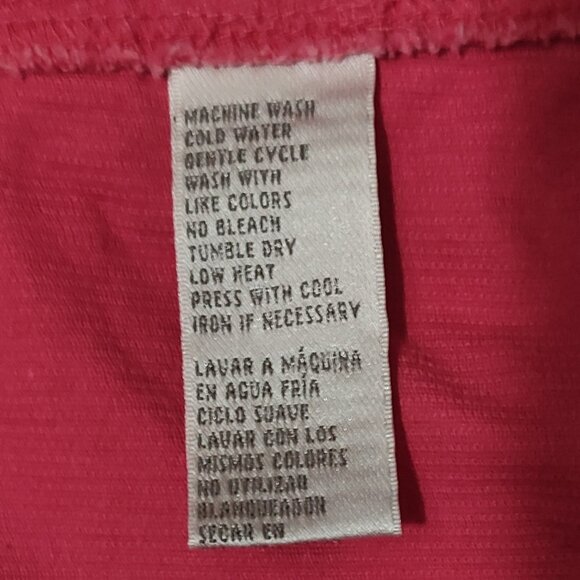 MACHINE WASH
COLD WATER
GENTLE CYCLE
WASH WITH
LIKE COLORS
NO BLEACH
TUMBLE DRY
LOW HEAT
PRESS WITH COOL
IRON IF NECESSARY
LAVAR A MÁQUINA
EN AGUA FRÍA
CICLO SUAVE
LAVAR CON LOS
MISMOS COLORES
NO UTILIZAR
BLANQUEADOR
SECAR EN